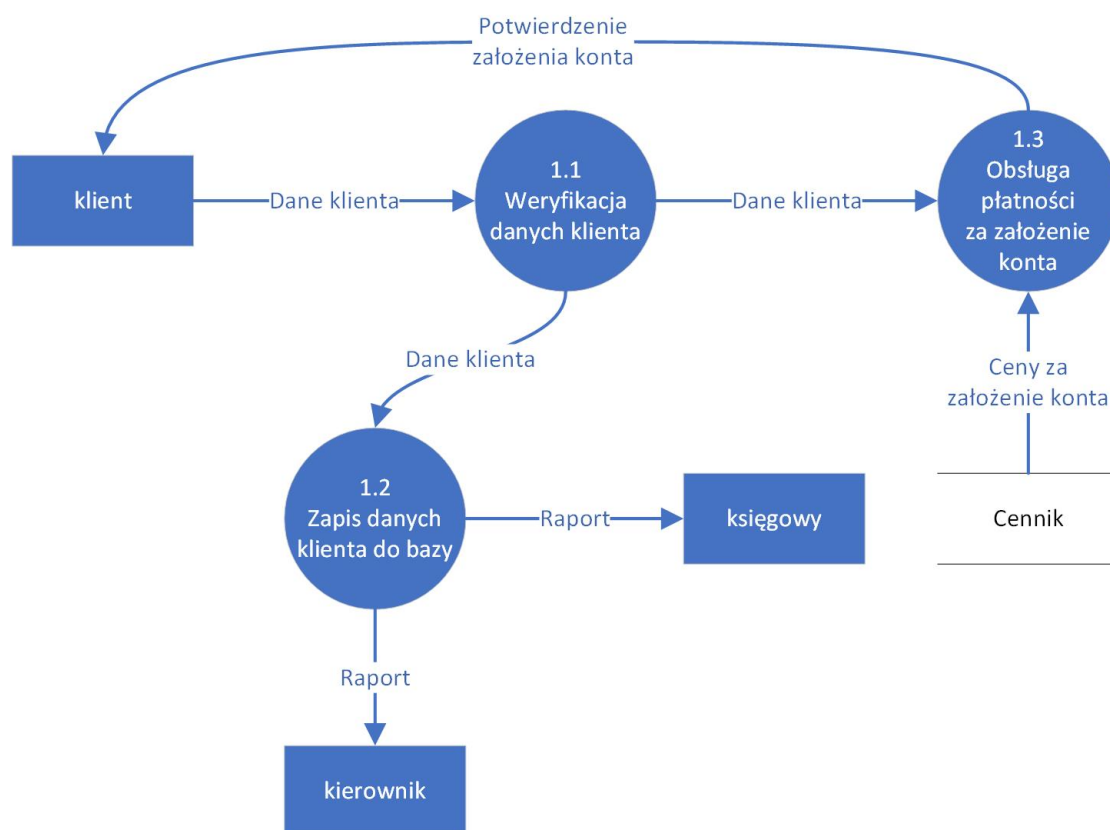 Potwierdzenie
założenia konta
klient
Dane klienta
1.1
Weryfikacja
danych klienta
Dane klienta
1.3
Obsługa
płatności
za założenie
konta
Dane klienta
Ceny za
założenie konta
1.2
Zapis danych
klienta do bazy
Raport
księgowy
Cennik
Raport
kierownik